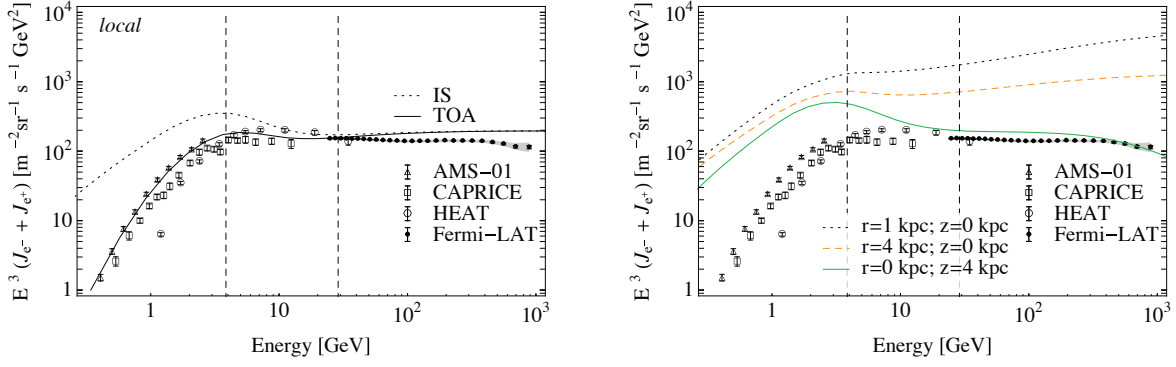 local
E³ (J_e⁻ + J_e⁺) [m⁻²sr⁻¹ s⁻¹ GeV²]
10⁴
10³
10²
10
1
IS
TOA
AMS−01
CAPRICE
HEAT
Fermi−LAT
1 10 10² 10³
Energy [GeV]
E³ (J_e⁻ + J_e⁺) [m⁻²sr⁻¹ s⁻¹ GeV²]
10⁴
10³
10²
10
1
AMS−01
CAPRICE
HEAT
Fermi−LAT
r=1 kpc; z=0 kpc
r=4 kpc; z=0 kpc
r=0 kpc; z=4 kpc
1 10 10² 10³
Energy [GeV]